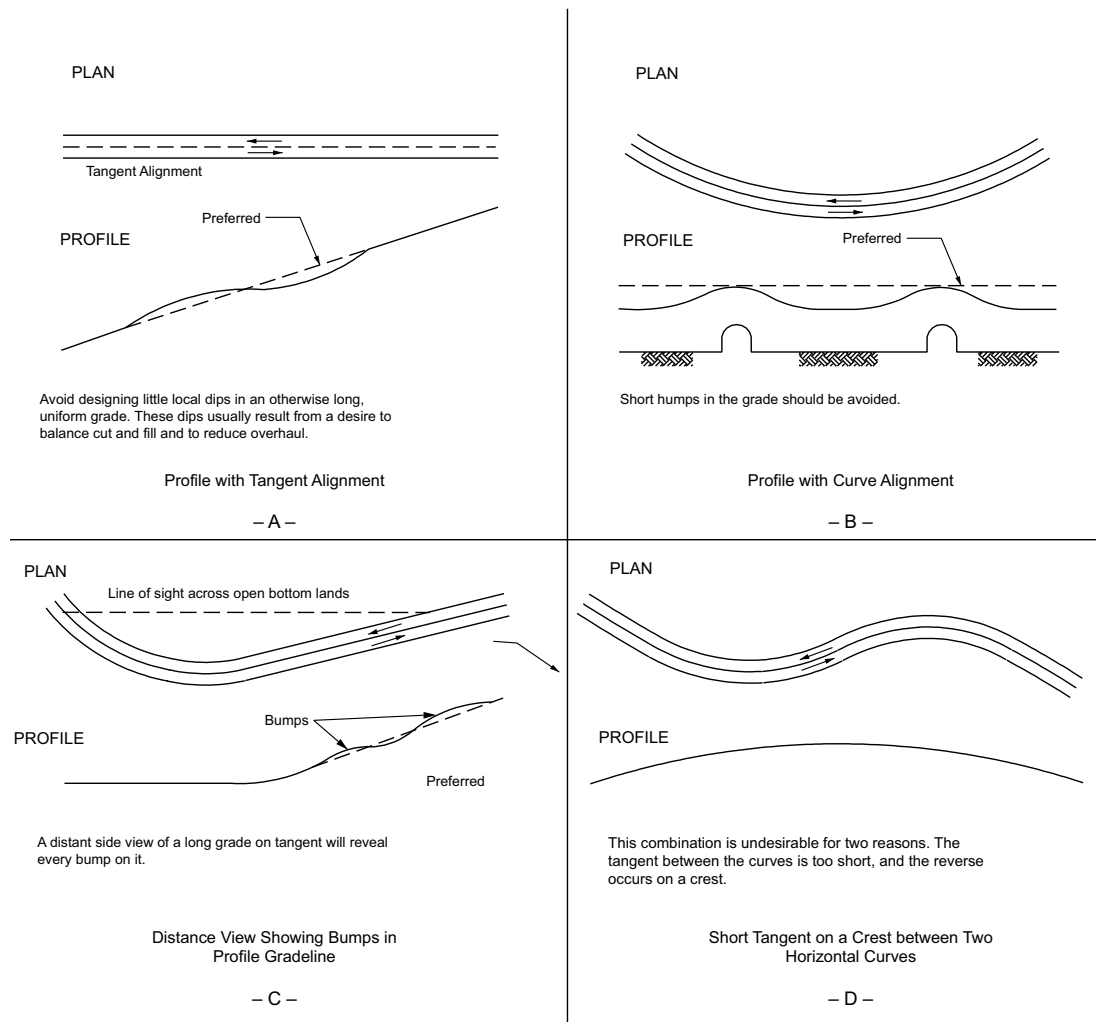 PLAN
Tangent Alignment
Preferred
PROFILE
Avoid designing little local dips in an otherwise long,
uniform grade. These dips usually result from a desire to
balance cut and fill and to reduce overhaul.
Profile with Tangent Alignment
– A –
PLAN
PROFILE
Preferred
Short humps in the grade should be avoided.
Profile with Curve Alignment
– B –
PLAN
Line of sight across open bottom lands
Bumps
PROFILE
Preferred
A distant side view of a long grade on tangent will reveal
every bump on it.
Distance View Showing Bumps in
Profile Gradeline
– C –
PLAN
PROFILE
This combination is undesirable for two reasons. The
tangent between the curves is too short, and the reverse
occurs on a crest.
Short Tangent on a Crest between Two
Horizontal Curves
– D –